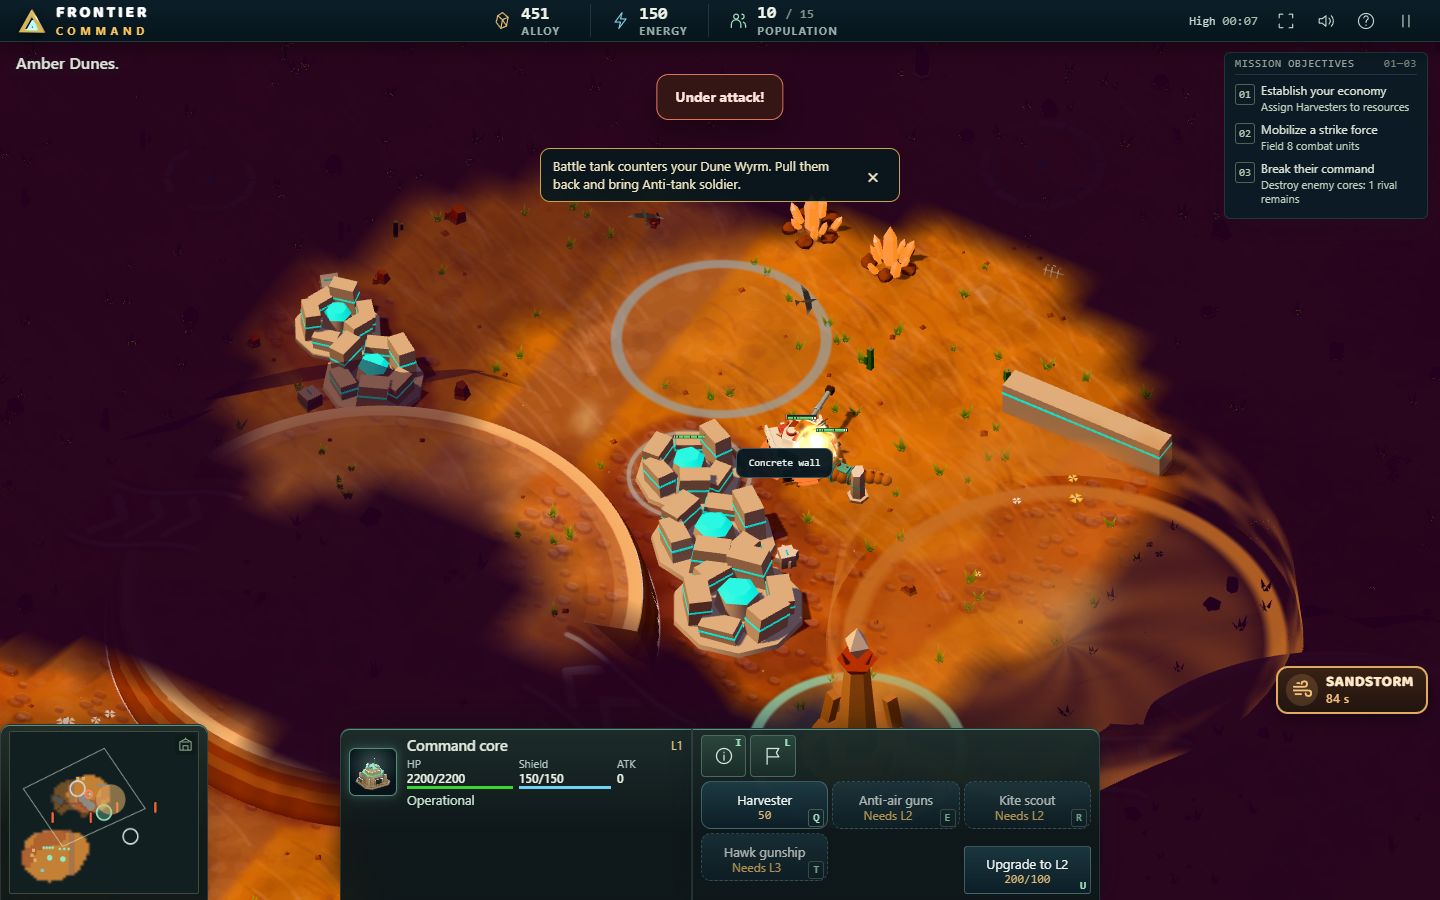 FRONTIER
COMMAND
451
ALLOY
150
ENERGY
10 / 15
POPULATION
High 00:07
Amber Dunes.
Under attack!
MISSION OBJECTIVES 01—03
01 Establish your economy
Assign Harvesters to resources
02 Mobilize a strike force
Field 8 combat units
03 Break their command
Destroy enemy cores: 1 rival
remains
Battle tank counters your Dune Wyrm. Pull them
back and bring Anti-tank soldier.
Concrete wall
SANDSTORM
84 s
Command core L1
HP Shield ATK
2200/2200 150/150 0
Operational
I L
Harvester
50 Q
Anti-air guns
Needs L2 E
Kite scout
Needs L2 R
Hawk gunship
Needs L3 T
Upgrade to L2
200/100 U